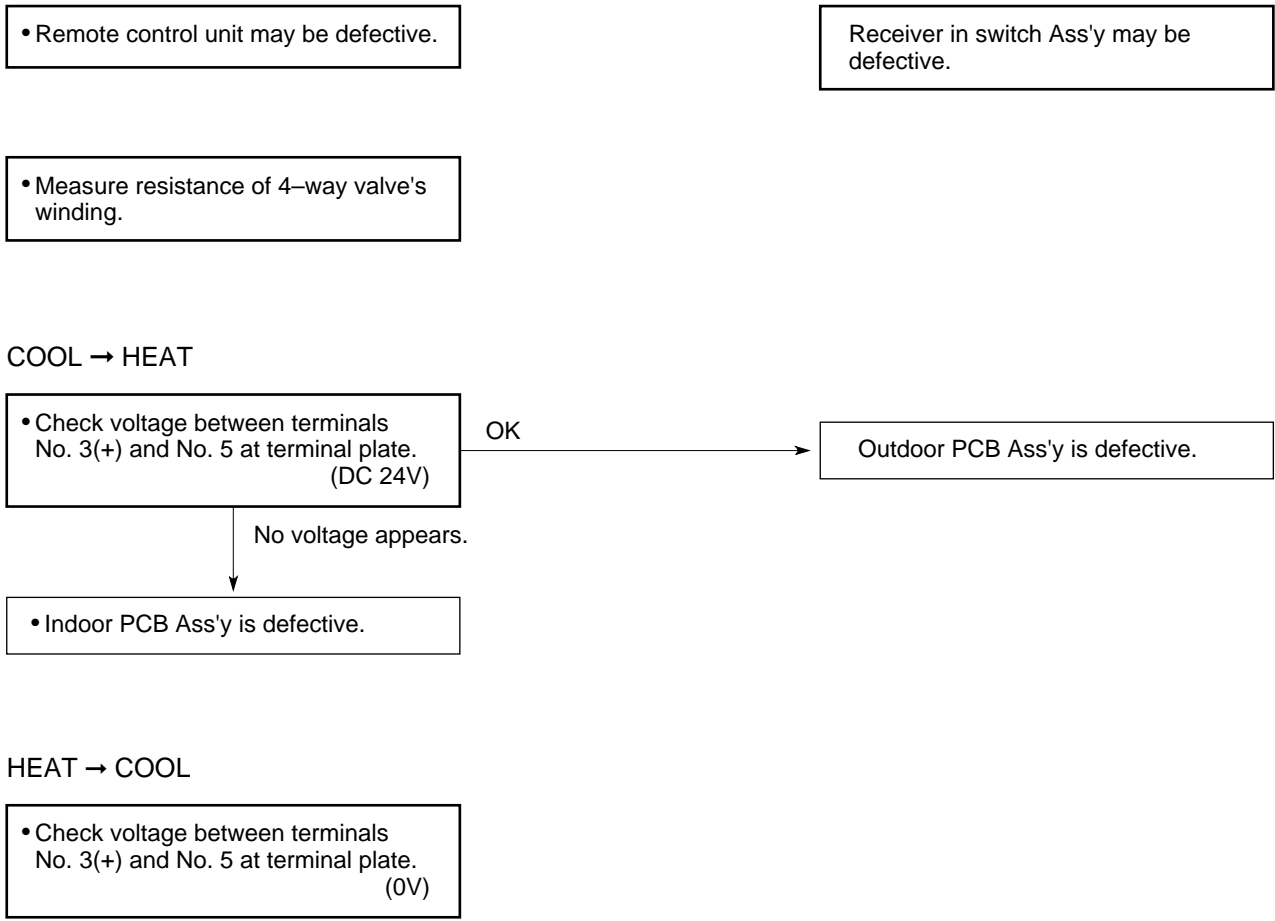 • Remote control unit may be defective.
Receiver in switch Ass'y may be
defective.
• Measure resistance of 4–way valve's
winding.
COOL → HEAT
• Check voltage between terminals
No. 3(+) and No. 5 at terminal plate.
(DC 24V)
OK
Outdoor PCB Ass'y is defective.
No voltage appears.
• Indoor PCB Ass'y is defective.
HEAT → COOL
• Check voltage between terminals
No. 3(+) and No. 5 at terminal plate.
(0V)